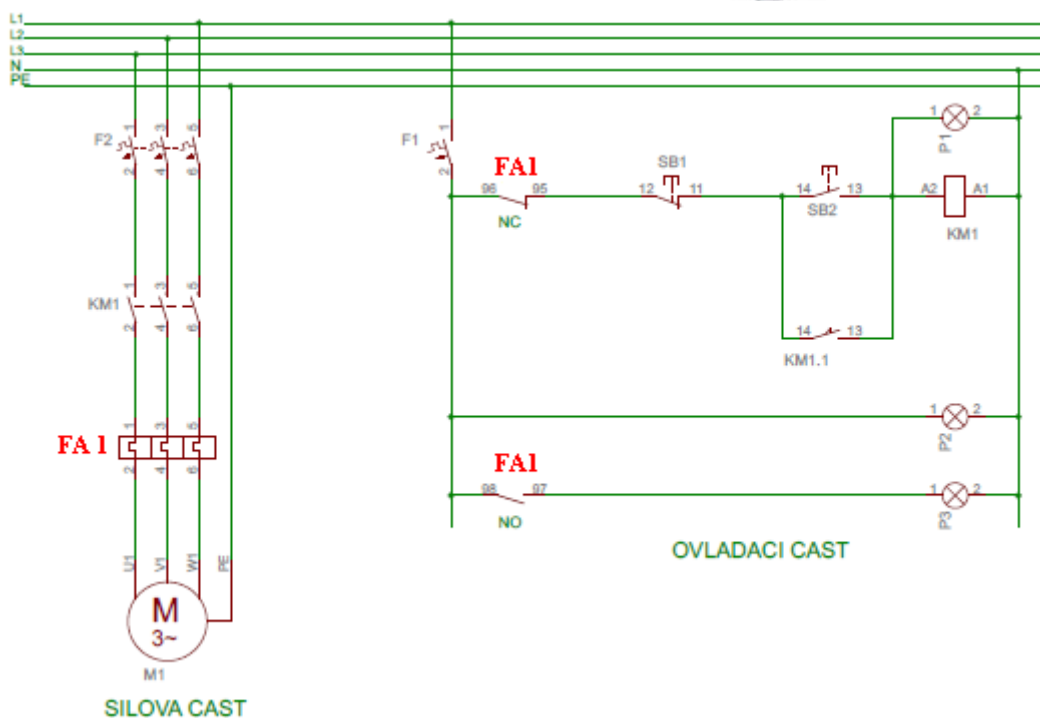 L1
L2
L3
N
PE
F2 1 3 5
2 4 6
KM1 1 3 5
2 4 6
FA 1 1 3 5
2 4 6
U1 V1 W1 PE
M
3~
M1
SILOVA CAST
F1 1
2
FA1
96 95
NC
SB1
12 11
14 13
SB2
1 2
P1
A2 A1
KM1
14 13
KM1.1
1 2
P2
FA1
98 97
NO
1 2
P3
OVLADACI CAST